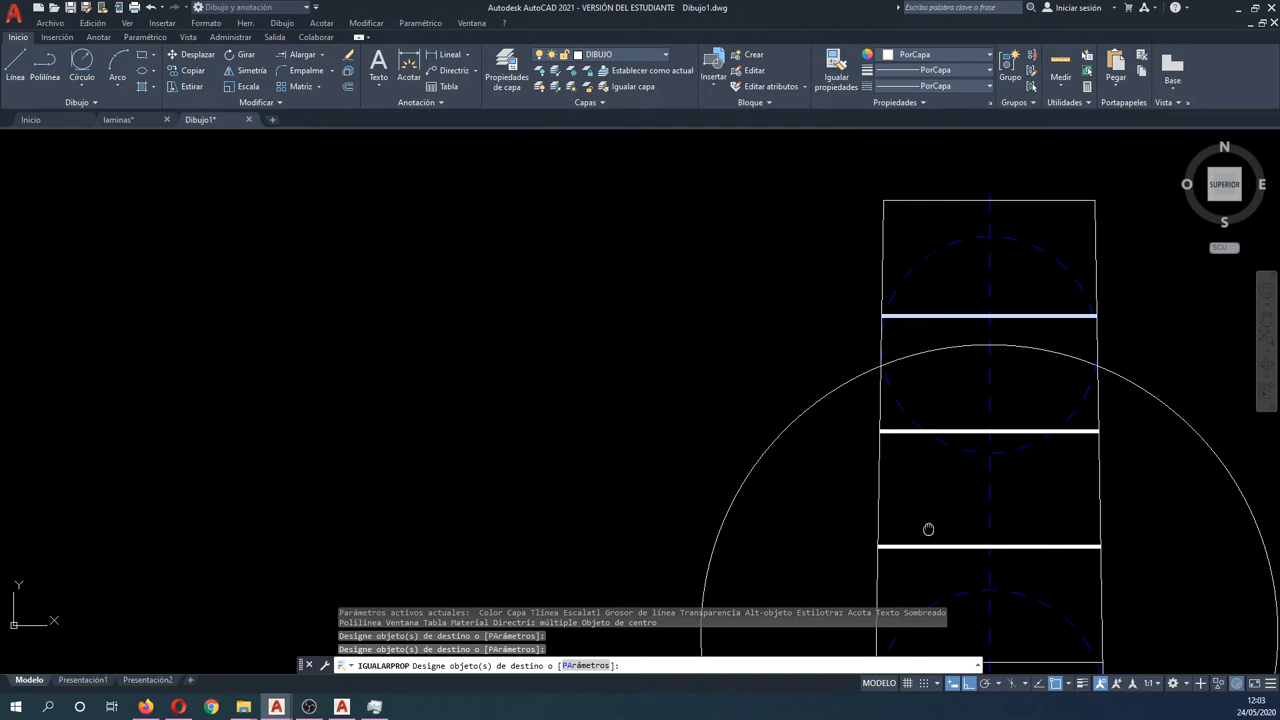 Autodesk AutoCAD 2021 - VERSIÓN DEL ESTUDIANTE Dibujo1.dwg
Dibujo y anotación
Escriba palabra clave o frase
Iniciar sesión
Archivo Edición Ver Insertar Formato Herr. Dibujo Acotar Modificar Paramétrico Ventana ?
Inicio Inserción Anotar Paramétrico Vista Administrar Salida Colaborar
Línea Polilínea Círculo Arco
Desplazar Girar Alargar
Copiar Simetría Empalme
Estirar Escala Matriz
Texto Acotar
Lineal
Directriz
Tabla
Propiedades de capa
DIBUJO
Establecer como actual
Igualar capa
Insertar
Crear
Editar
Editar atributos
Igualar propiedades
PorCapa
PorCapa
PorCapa
Grupo Medir Pegar Base
Dibujo Modificar Anotación Capas Bloque Propiedades Grupos Utilidades Portapapeles Vista
Inicio laminas* Dibujo1*
N
O SUPERIOR E
S
SCU
Y
X
Parámetros activos actuales: Color Capa Tlínea Escalatl Grosor de línea Transparencia Alt-objeto Estilotraz Acota Texto Sombreado
Polilínea Ventana Tabla Material Directriz múltiple Objeto de centro
Designe objeto(s) de destino o [PArámetros]:
Designe objeto(s) de destino o [PArámetros]:
IGUALARPROP Designe objeto(s) de destino o [PArámetros]:
Modelo Presentación1 Presentación2 +
MODELO
1:1
12:03
24/05/2020